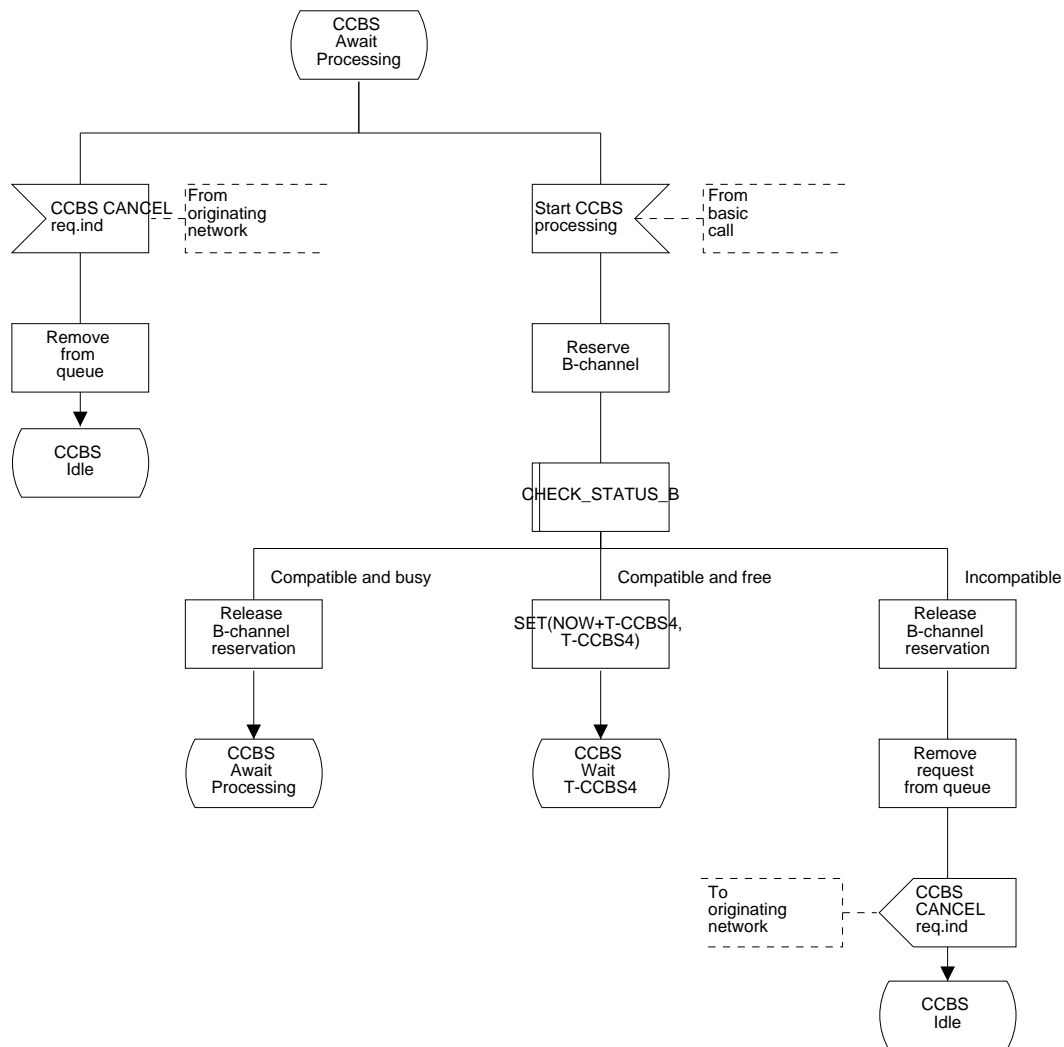 CCBS
Await
Processing
CCBS CANCEL
req.ind
From
originating
network
Start CCBS
processing
From
basic
call
Remove
from
queue
Reserve
B-channel
CCBS
Idle
CHECK_STATUS_B
Compatible and busy
Compatible and free
Incompatible
Release
B-channel
reservation
SET(NOW+T-CCBS4,
T-CCBS4)
Release
B-channel
reservation
CCBS
Await
Processing
CCBS
Wait
T-CCBS4
Remove
request
from queue
To
originating
network
CCBS
CANCEL
req.ind
CCBS
Idle